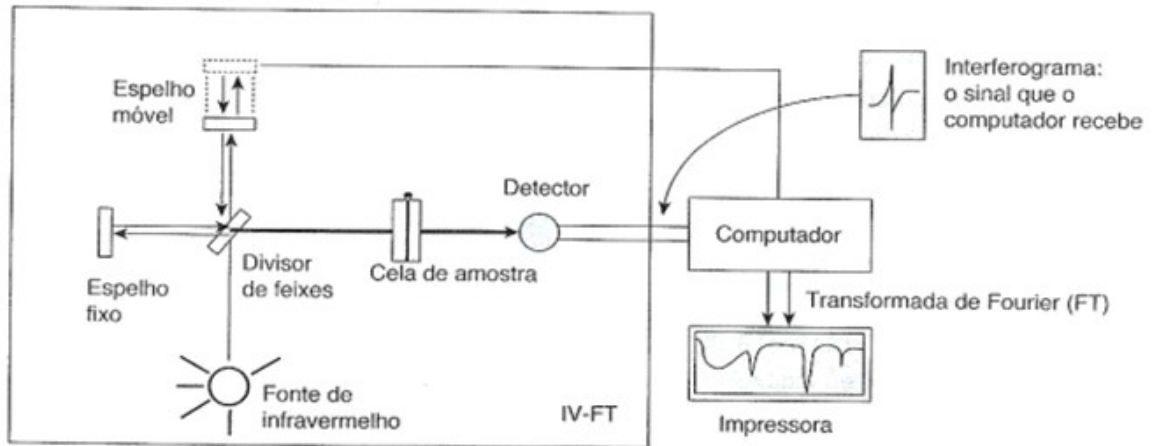 Espelho
móvel
Interferograma:
o sinal que o
computador recebe
Detector
Computador
Divisor
de feixes
Cela de amostra
Espelho
fixo
Transformada de Fourier (FT)
Fonte de
infravermelho
IV-FT
Impressora